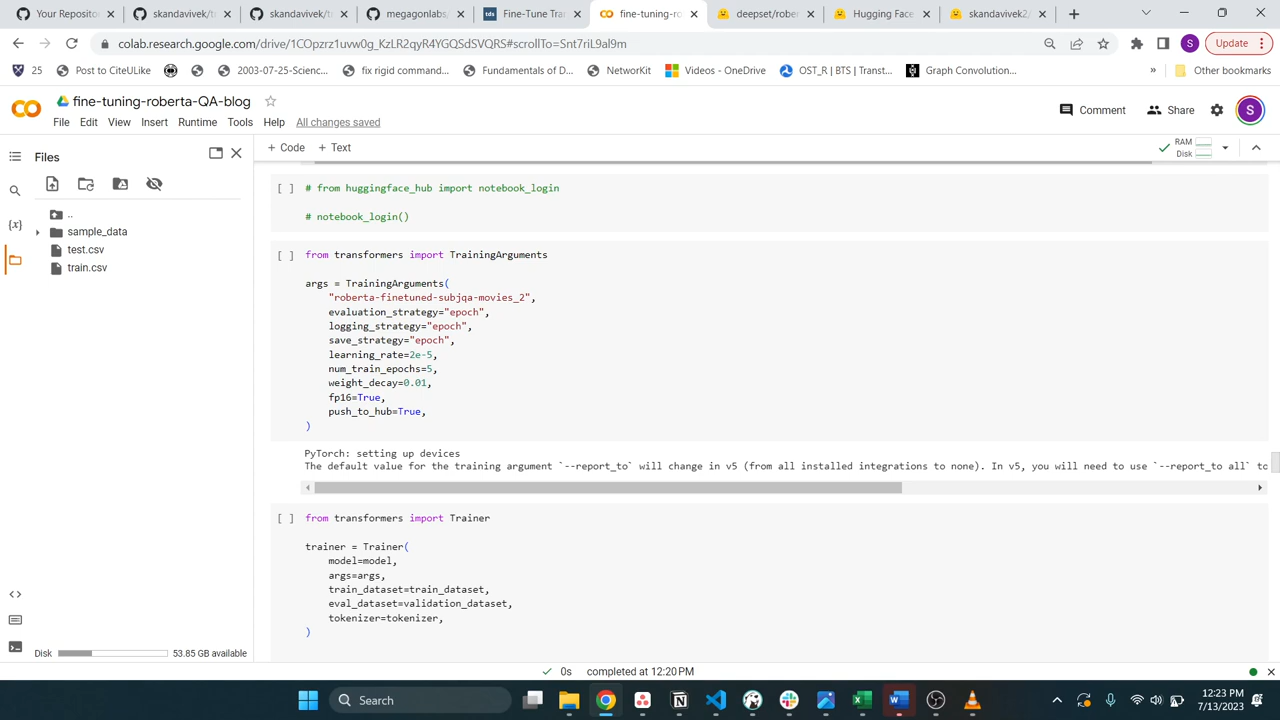 Your Reposito
skandavivek/t
skandavivek/t
megagonlabs/
tds
Fine-Tune Tran
fine-tuning-ro
deepset/rober
Hugging Face
skandavivek2/
colab.research.google.com/drive/1COpzrz1uvw0g_KzLR2qyR4YGQSdSVOPS#scrollTo=Snt7riL9al9m
S
Update
25
Post to CiteULike
2003-07-25-Scienc...
fix rigid command...
Fundamentals of D...
NetworKit
Videos - OneDrive
OST_R | BTS | Transt...
Graph Convolution...
»
Other bookmarks
fine-tuning-roberta-QA-blog
File Edit View Insert Runtime Tools Help All changes saved
Comment
Share
S
Files
+ Code + Text
RAM
Disk
..
sample_data
test.csv
train.csv
{x}
[ ] # from huggingface_hub import notebook_login
# notebook_login()
[ ] from transformers import TrainingArguments
args = TrainingArguments(
"roberta-finetuned-subjqa-movies_2",
evaluation_strategy="epoch",
logging_strategy="epoch",
save_strategy="epoch",
learning_rate=2e-5,
num_train_epochs=5,
weight_decay=0.01,
fp16=True,
push_to_hub=True,
)
PyTorch: setting up devices
The default value for the training argument `--report_to` will change in v5 (from all installed integrations to none). In v5, you will need to use `--report_to all` to
[ ] from transformers import Trainer
trainer = Trainer(
model=model,
args=args,
train_dataset=train_dataset,
eval_dataset=validation_dataset,
tokenizer=tokenizer,
)
Disk
53.85 GB available
0s completed at 12:20 PM
Search
12:23 PM
7/13/2023